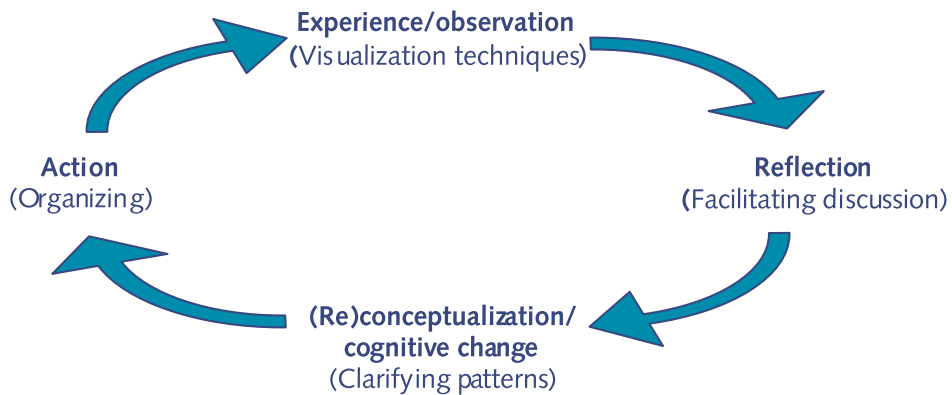 Experience/observation
(Visualization techniques)
Reflection
(Facilitating discussion)
(Re)conceptualization/
cognitive change
(Clarifying patterns)
Action
(Organizing)